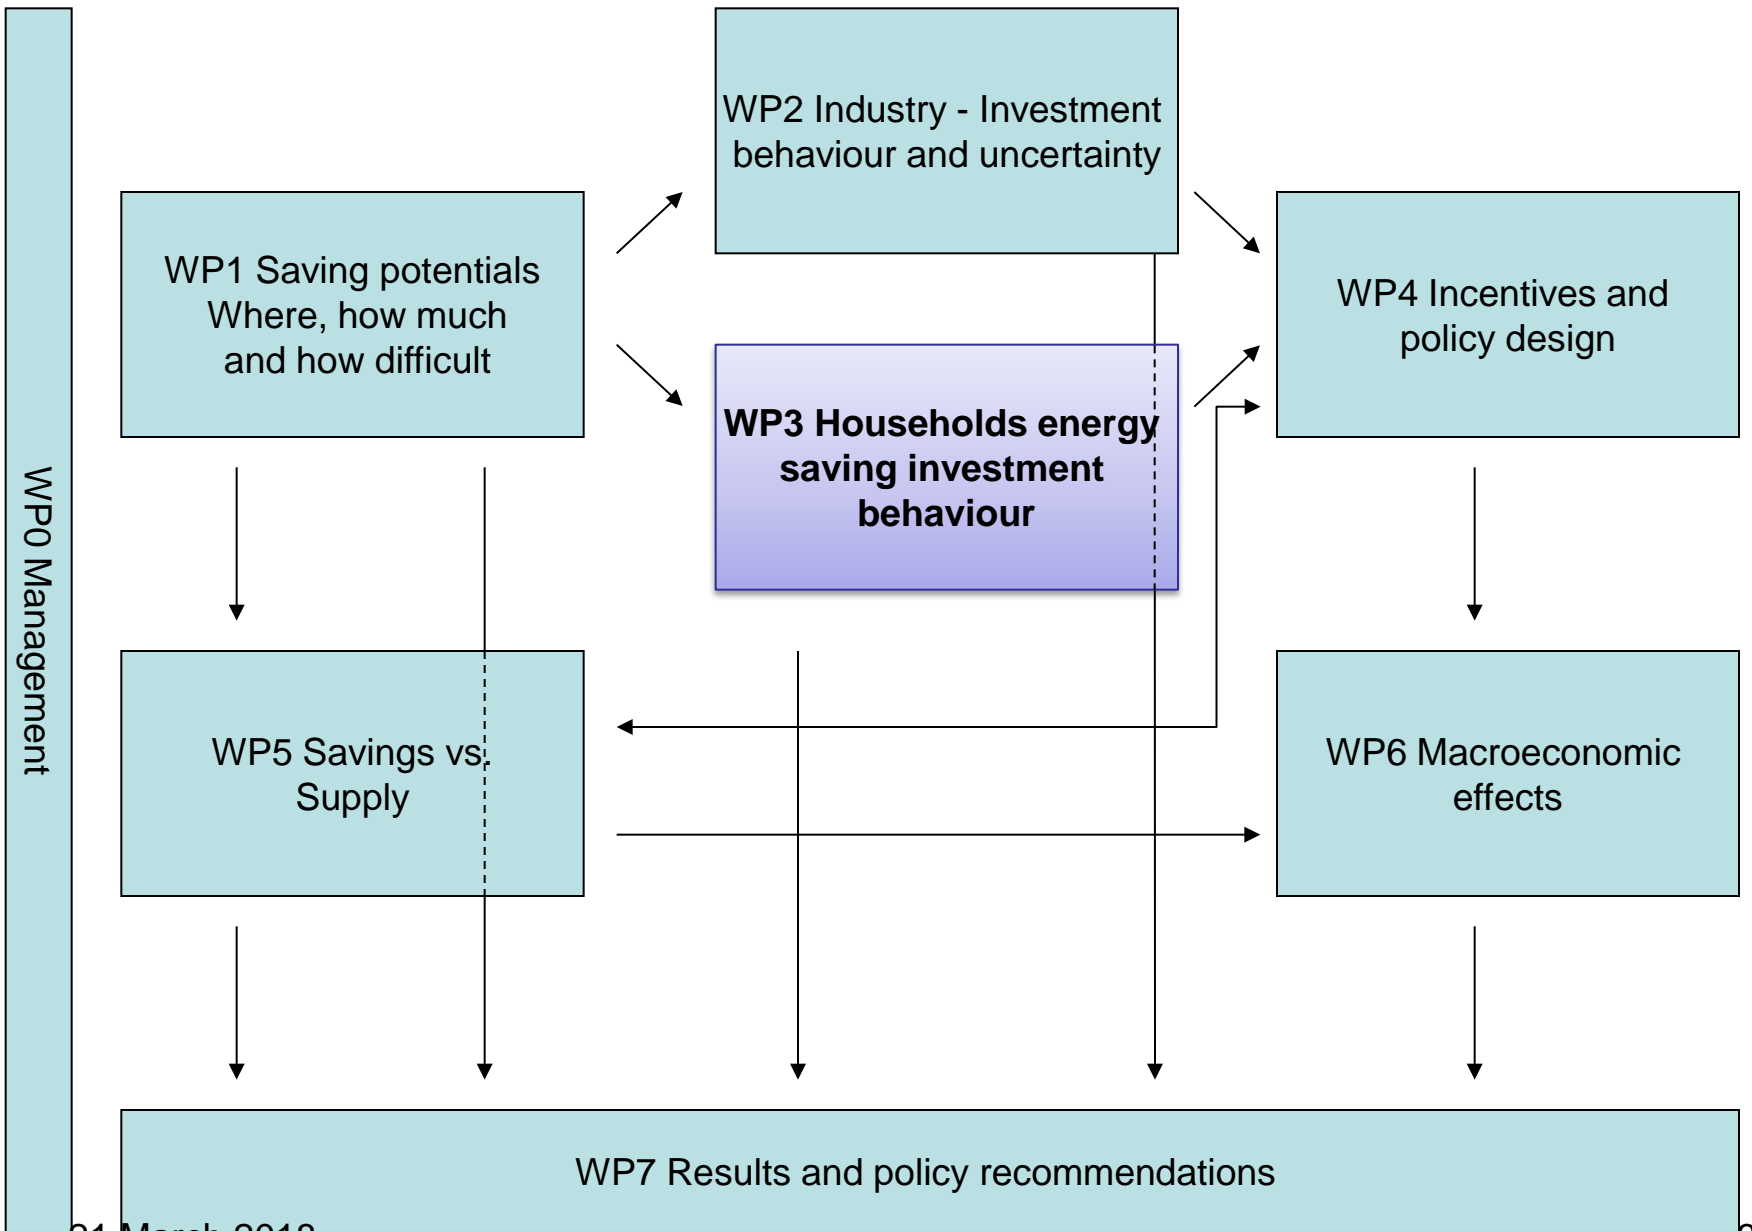 WP0 Management
WP2 Industry - Investment
behaviour and uncertainty
WP1 Saving potentials
Where, how much
and how difficult
WP4 Incentives and
policy design
WP3 Households energy
saving investment
behaviour
WP5 Savings vs.
Supply
WP6 Macroeconomic
effects
WP7 Results and policy recommendations
March